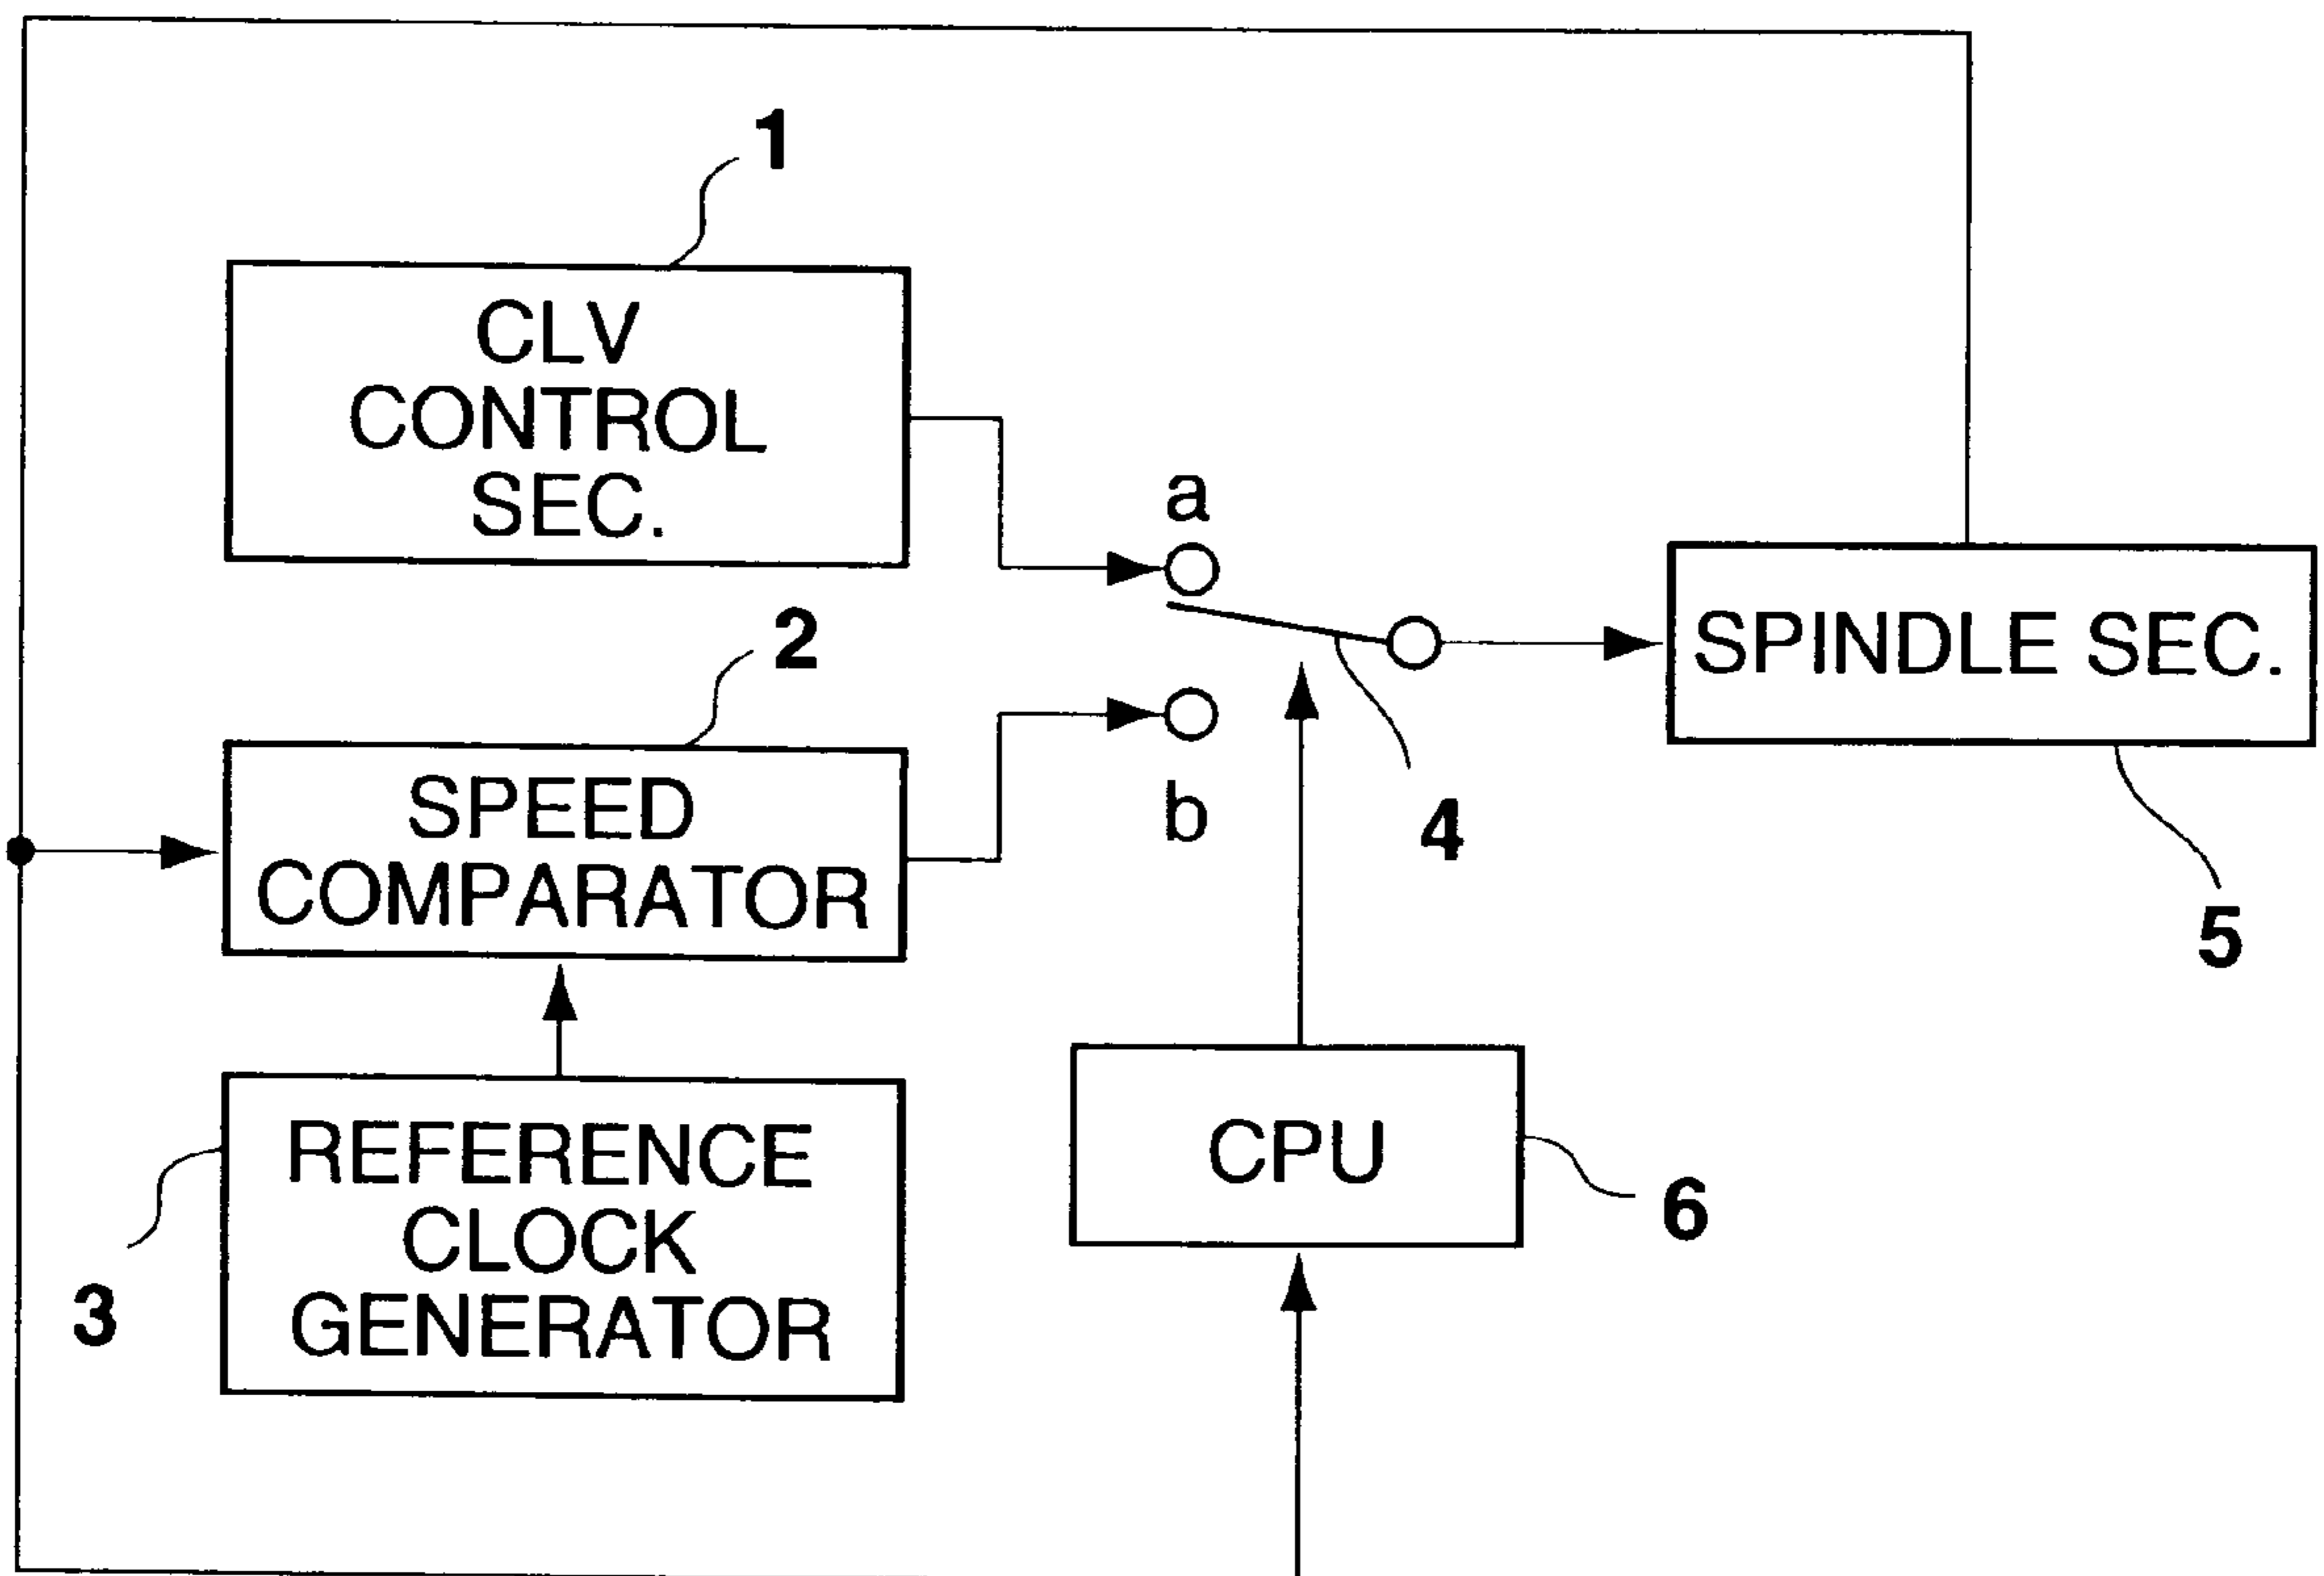 1
CLV
CONTROL
SEC.
a
2
SPINDLE SEC.
SPEED
COMPARATOR
b
4
5
REFERENCE
CLOCK
GENERATOR
3
CPU
6